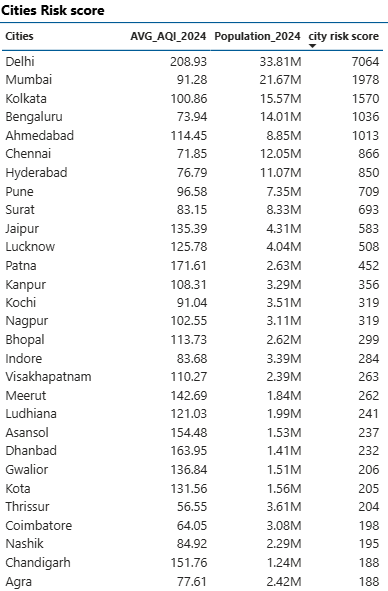 Cities Risk score
Cities AVG_AQI_2024 Population_2024 city risk score
Delhi 208.93 33.81M 7064
Mumbai 91.28 21.67M 1978
Kolkata 100.86 15.57M 1570
Bengaluru 73.94 14.01M 1036
Ahmedabad 114.45 8.85M 1013
Chennai 71.85 12.05M 866
Hyderabad 76.79 11.07M 850
Pune 96.58 7.35M 709
Surat 83.15 8.33M 693
Jaipur 135.39 4.31M 583
Lucknow 125.78 4.04M 508
Patna 171.61 2.63M 452
Kanpur 108.31 3.29M 356
Kochi 91.04 3.51M 319
Nagpur 102.55 3.11M 319
Bhopal 113.73 2.62M 299
Indore 83.68 3.39M 284
Visakhapatnam 110.27 2.39M 263
Meerut 142.69 1.84M 262
Ludhiana 121.03 1.99M 241
Asansol 154.48 1.53M 237
Dhanbad 163.95 1.41M 232
Gwalior 136.84 1.51M 206
Kota 131.56 1.56M 205
Thrissur 56.55 3.61M 204
Coimbatore 64.05 3.08M 198
Nashik 84.92 2.29M 195
Chandigarh 151.76 1.24M 188
Agra 77.61 2.42M 188